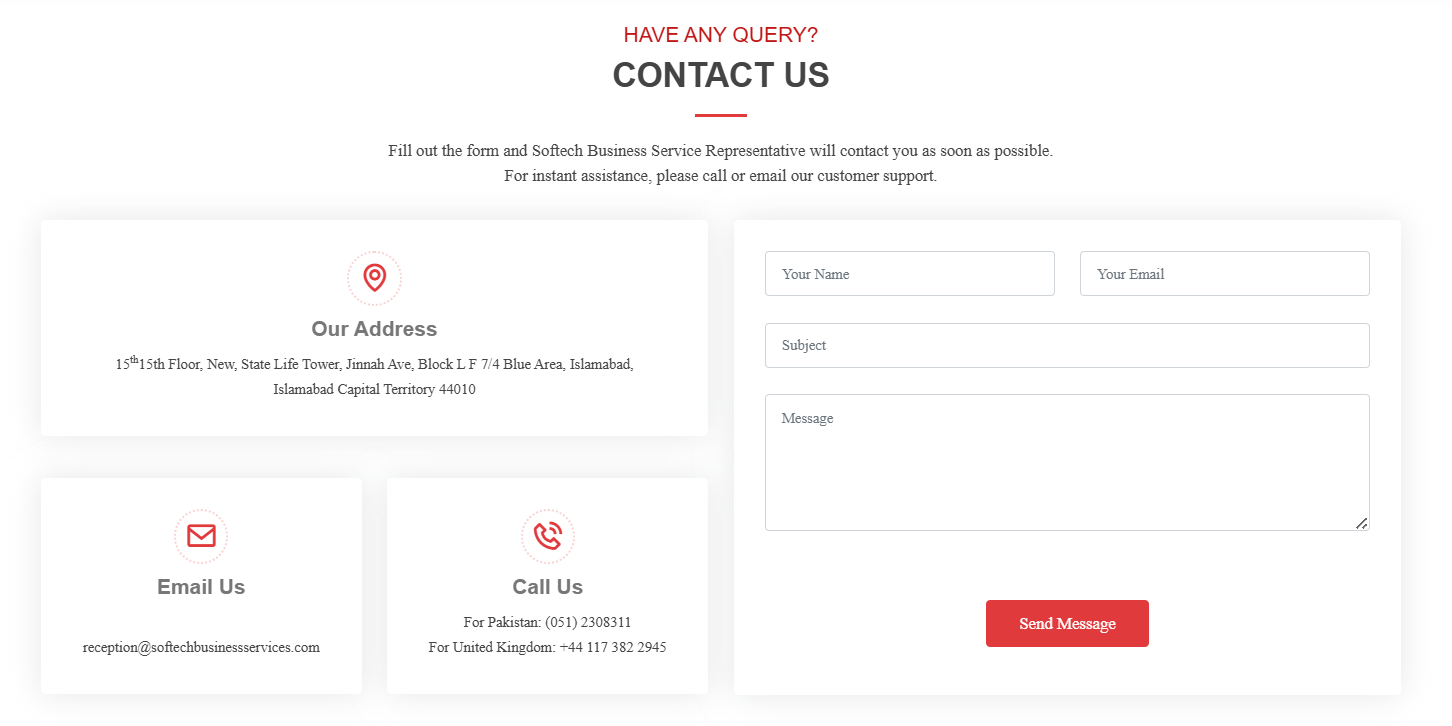 HAVE ANY QUERY?
CONTACT US
Fill out the form and Softech Business Service Representative will contact you as soon as possible.
For instant assistance, please call or email our customer support.
Our Address
15th15th Floor, New, State Life Tower, Jinnah Ave, Block L F 7/4 Blue Area, Islamabad,
Islamabad Capital Territory 44010
Email Us
reception@softechbusinessservices.com
Call Us
For Pakistan: (051) 2308311
For United Kingdom: +44 117 382 2945
Your Name
Your Email
Subject
Message
Send Message